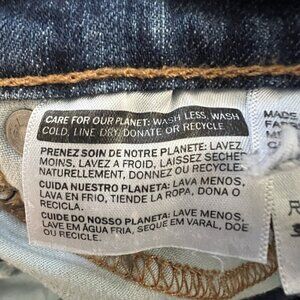 CARE FOR OUR PLANET: WASH LESS, WASH
COLD, LINE DRY, DONATE OR RECYCLE.
PRENEZ SOIN DE NOTRE PLANETE: LAVEZ
MOINS, LAVEZ A FROID, LAISSEZ SECHER
NATURELLEMENT, DONNEZ OU RECYCLEZ.
CUIDA NUESTRO PLANETA: LAVA MENOS,
LAVA EN FRIO, TIENDE LA ROPA, DONA O
RECICLA.
CUIDE DO NOSSO PLANETA: LAVE MENOS,
LAVE EM ÁGUA FRIA, SEQUE EM VARAL, DOE
OU RECICLE.
MADE